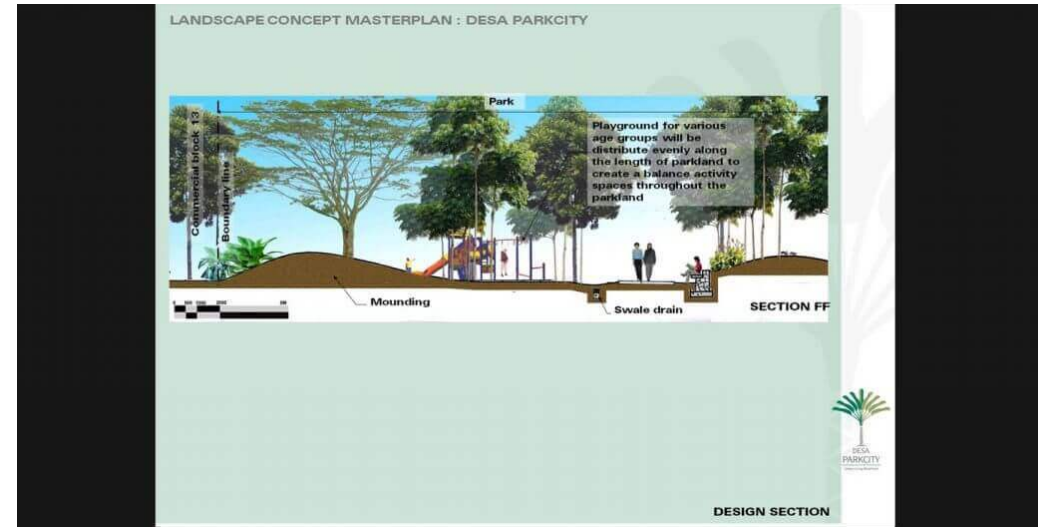 LANDSCAPE CONCEPT MASTERPLAN : DESA PARKCITY
Park
Commercial block 13
Boundary line
Playground for various
age groups will be
distribute evenly along
the length of parkland to
create a balance activity
spaces throughout the
parkland
Mounding
Swale drain
SECTION FF
DESA
PARKCITY
DESIGN SECTION